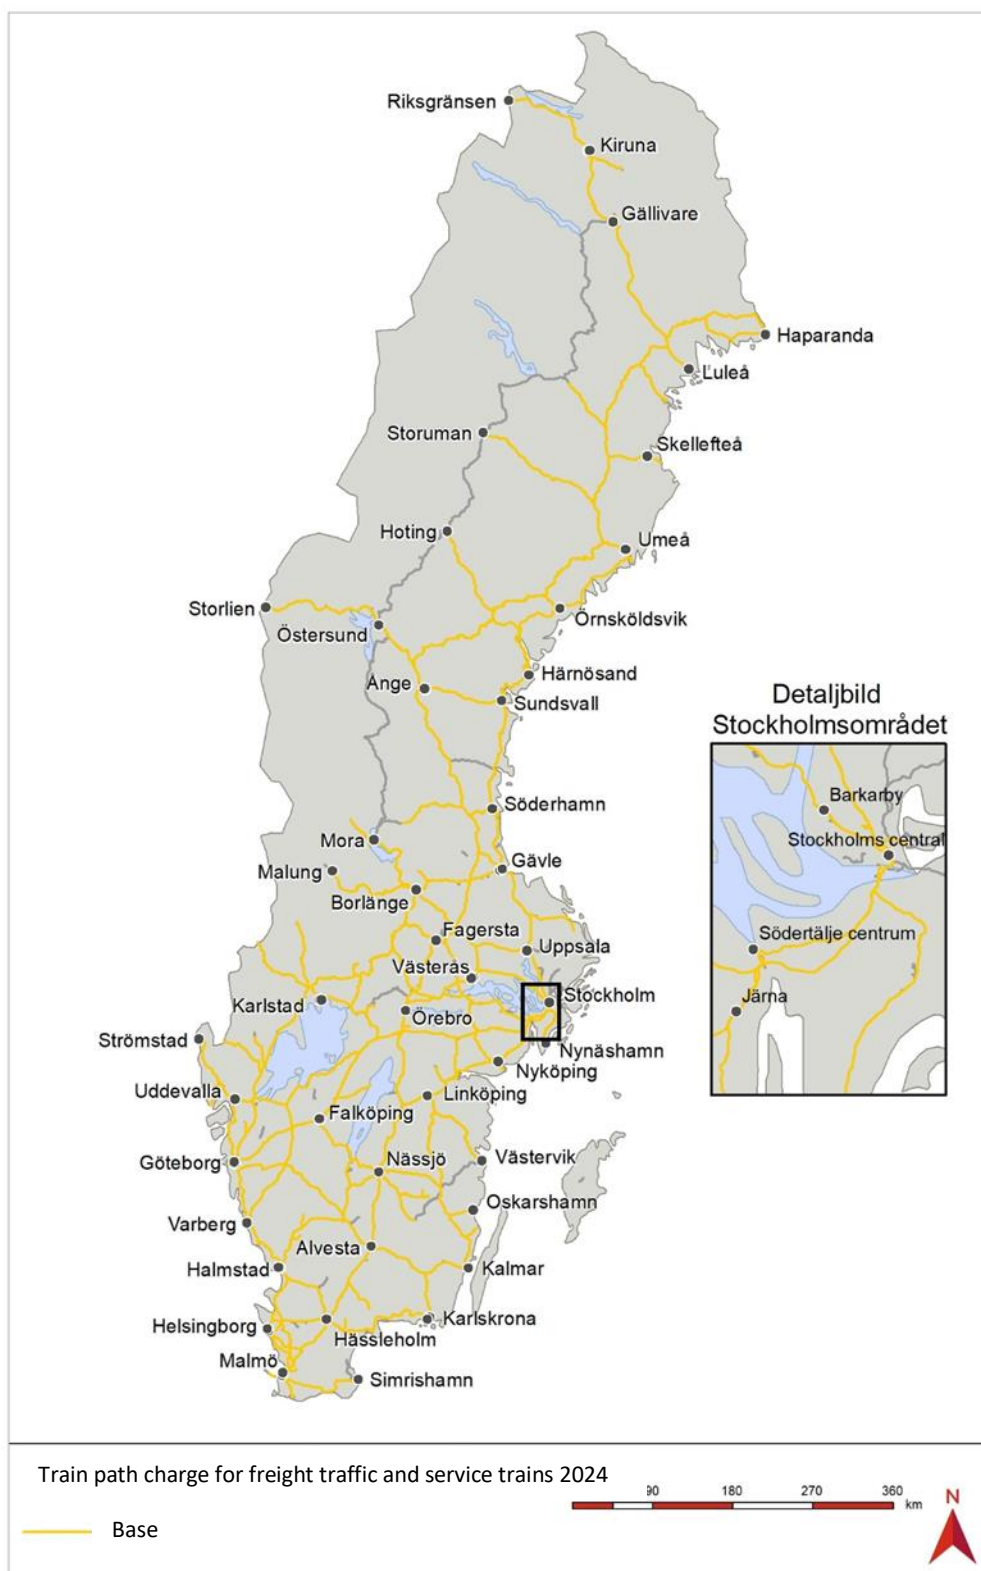 Riksgränsen
Kiruna
Gällivare
Haparanda
Luleå
Storuman
Skellefteå
Hoting
Umeå
Storlien
Örnsköldsvik
Östersund
Härnösand
Ånge
Sundsvall
Detaljbild
Stockholmsområdet
Barkarby
Stockholms central
Södertälje centrum
Järna
Söderhamn
Mora
Gävle
Malung
Borlänge
Fagersta
Uppsala
Västerås
Stockholm
Karlstad
Örebro
Strömstad
Nynäshamn
Nyköping
Uddevalla
Linköping
Falköping
Göteborg
Nässjö
Västervik
Oskarshamn
Varberg
Alvesta
Halmstad
Kalmar
Helsingborg
Karlskrona
Hässleholm
Malmö
Simrishamn
Train path charge for freight traffic and service trains 2024
90 180 270 360
km
N
Base